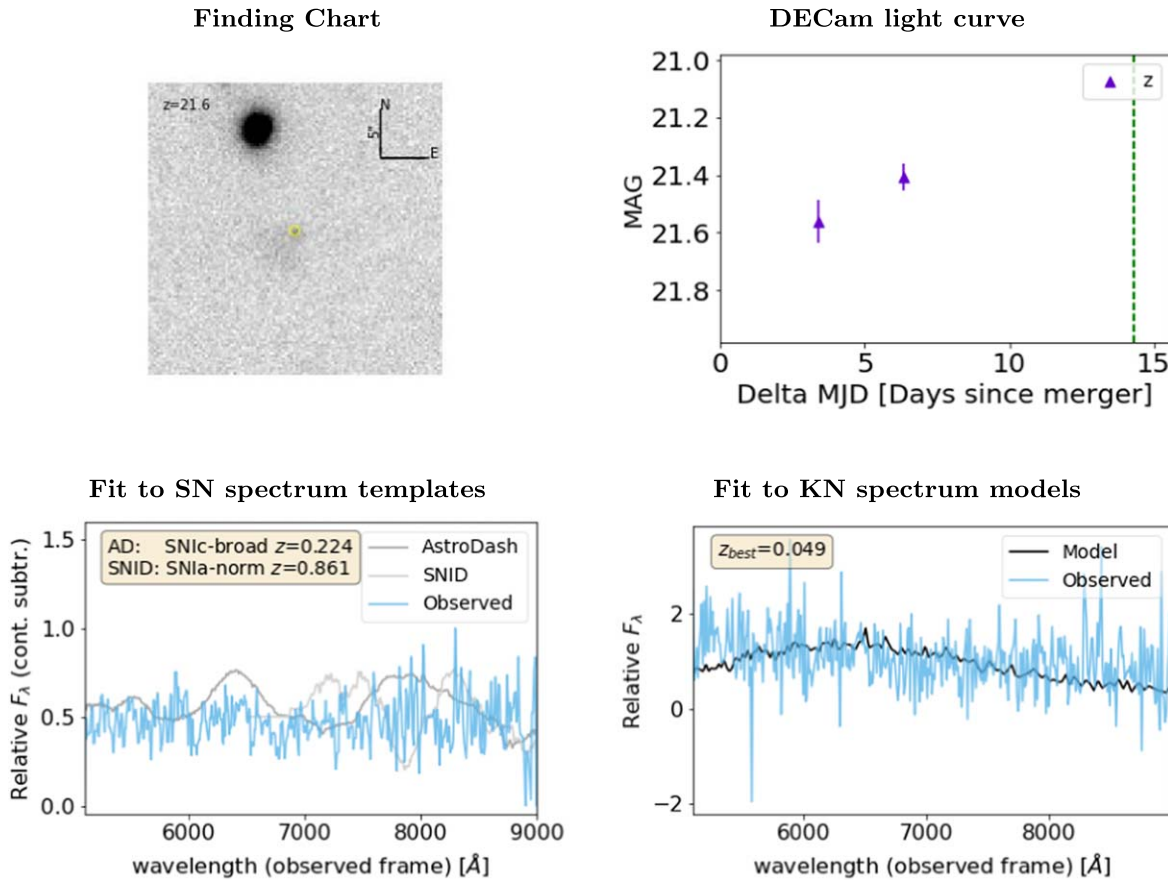 Finding Chart
z=21.6
N
5"
E
DECam light curve
21.0
21.2
21.4
21.6
21.8
MAG
z
0 5 10 15
Delta MJD [Days since merger]
Fit to SN spectrum templates
1.5
1.0
0.5
0.0
Relative Fλ (cont. subtr.)
AD: SNIc-broad z=0.224
SNID: SNIa-norm z=0.861
AstroDash
SNID
Observed
6000 7000 8000 9000
wavelength (observed frame) [Å]
Fit to KN spectrum models
2
0
−2
Relative Fλ
zbest=0.049
Model
Observed
6000 7000 8000
wavelength (observed frame) [Å]